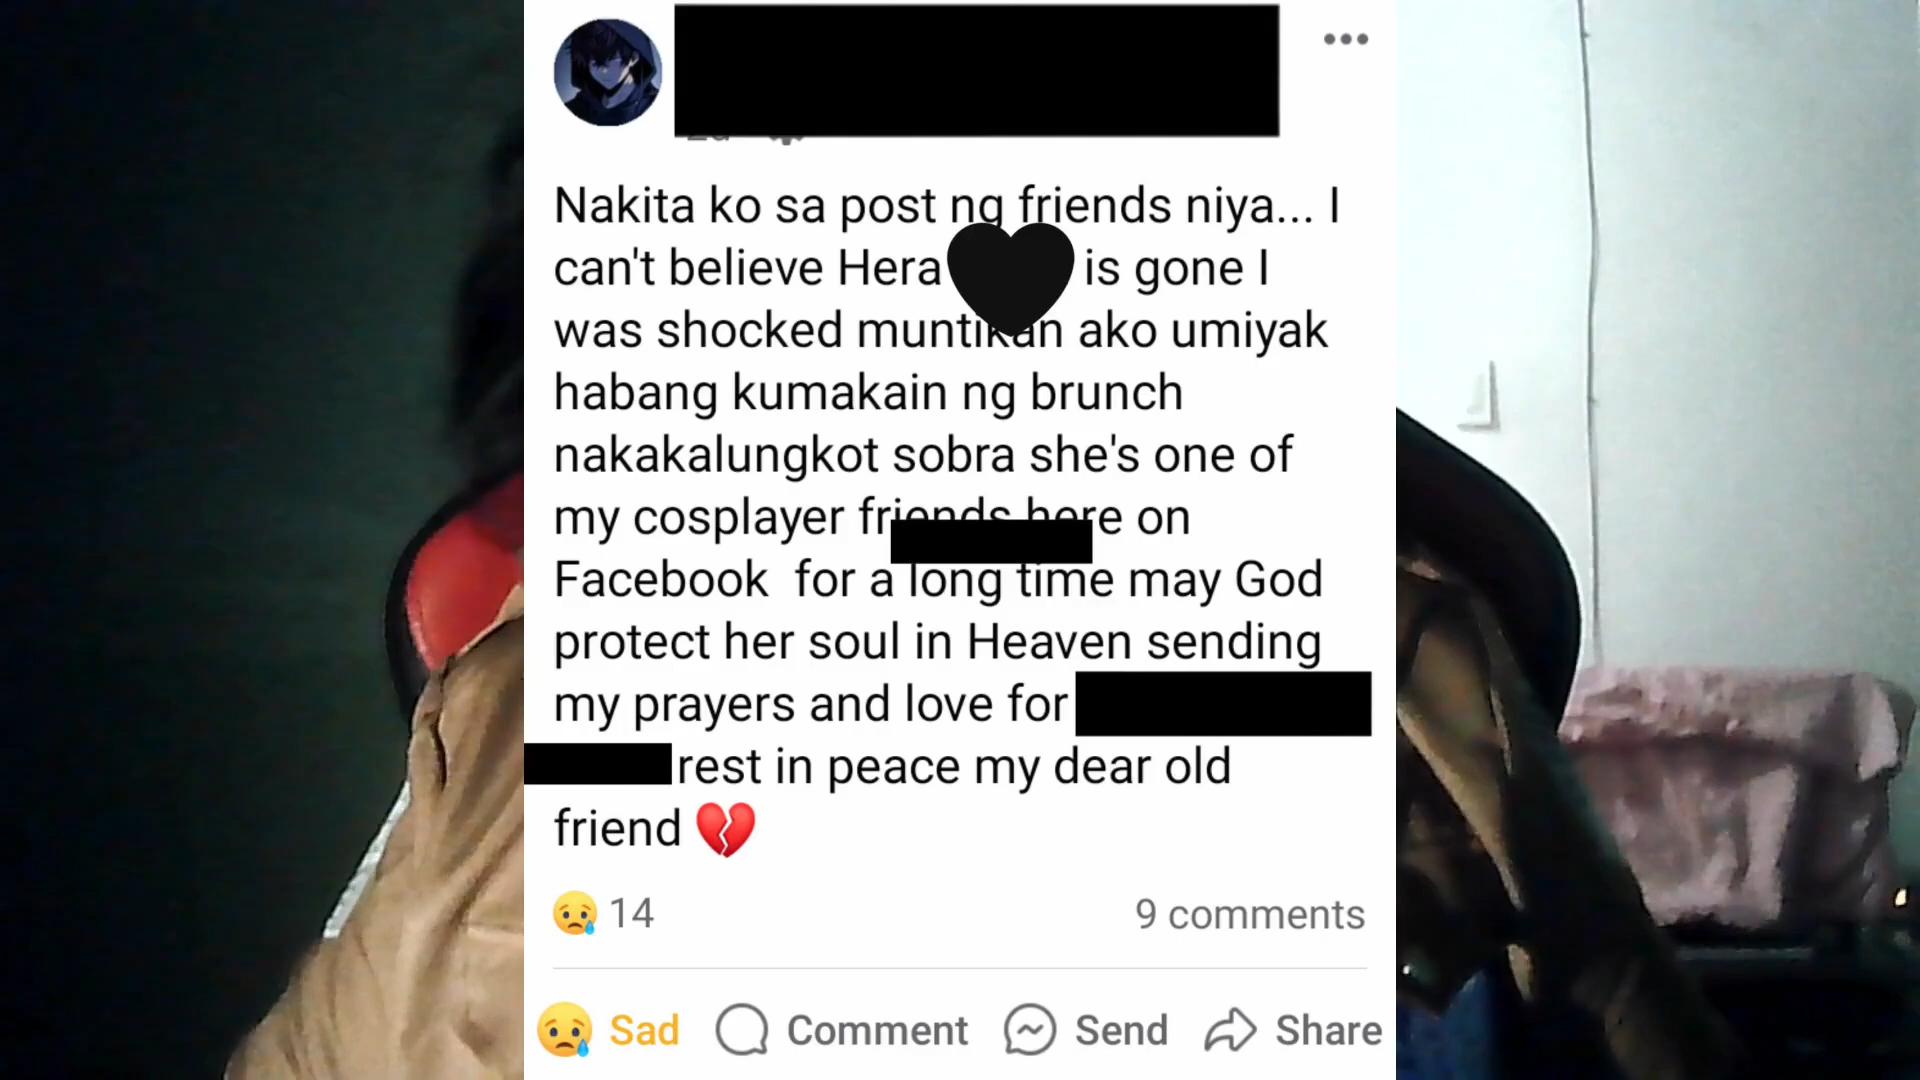 Nakita ko sa post ng friends niya... I
can't believe Hera is gone I
was shocked muntikan ako umiyak
habang kumakain ng brunch
nakakalungkot sobra she's one of
my cosplayer friends here on
Facebook for a long time may God
protect her soul in Heaven sending
my prayers and love for
rest in peace my dear old
friend 💔
😢 14 9 comments
😢 Sad Comment Send Share